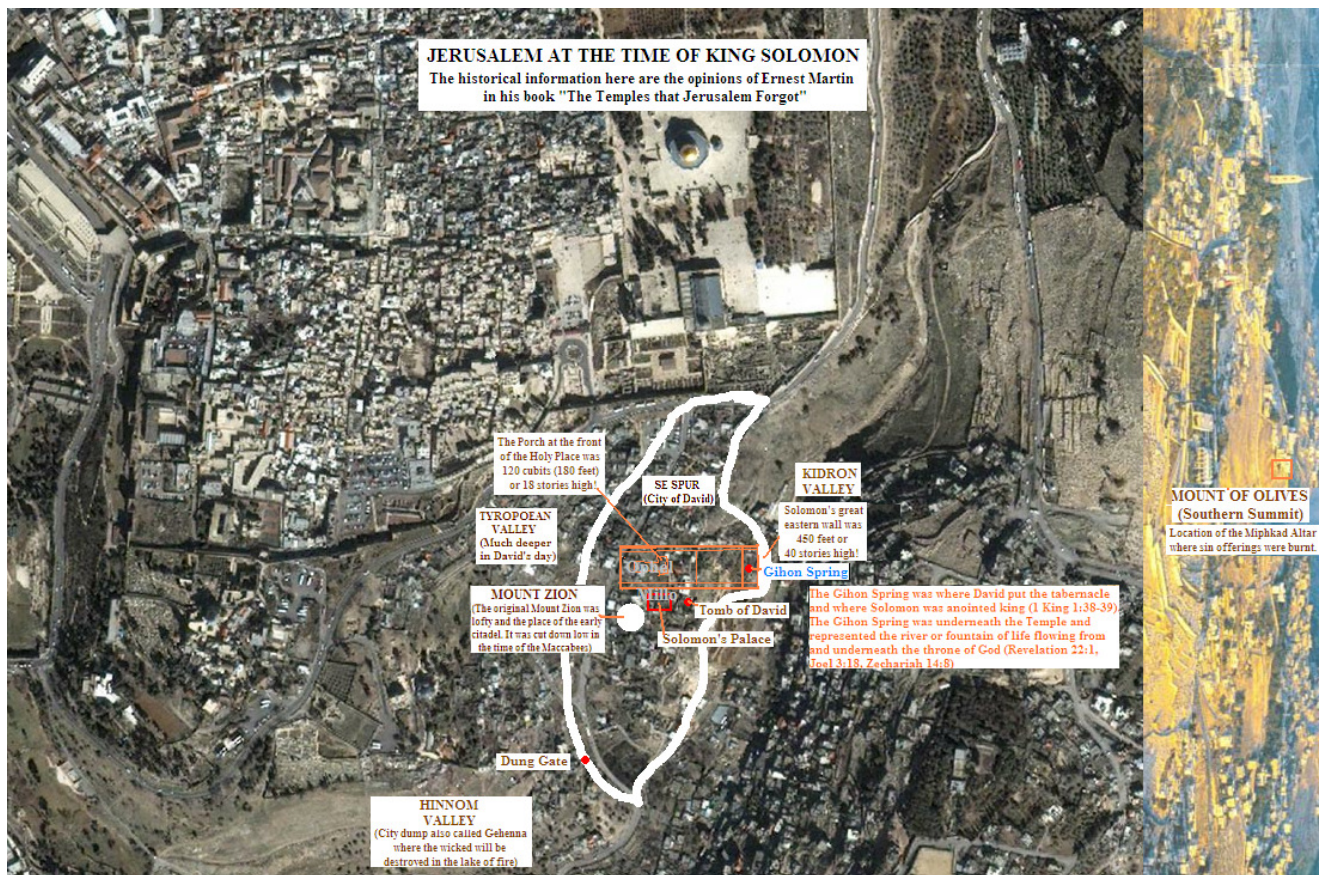 JERUSALEM AT THE TIME OF KING SOLOMON
The historical information here are the opinions of Ernest Martin
in his book "The Temples that Jerusalem Forgot"
The Porch at the front
of the Holy Place was
120 cubits (180 feet)
or 18 stories high!
SE SPUR
(City of David)
KIDRON
VALLEY
Solomon's great
eastern wall was
450 feet or
40 stories high!
TYROPOEAN
VALLEY
(Much deeper
in David's day)
Ophel
Gihon Spring
MOUNT ZION
(The original Mount Zion was
lofty and the place of the early
citadel. It was cut down low in
the time of the Maccabees)
Tomb of David
Solomon's Palace
The Gihon Spring was where David put the tabernacle
and where Solomon was anointed king (1 King 1:38-39)
The Gihon Spring was underneath the Temple and
represented the river or fountain of life flowing from
and underneath the throne of God (Revelation 22:1,
Joel 3:18, Zechariah 14:8)
MOUNT OF OLIVES
(Southern Summit)
Location of the Miphkad Altar
where sin offerings were burnt.
Dung Gate
HINNOM
VALLEY
(City dump also called Gehenna
where the wicked will be
destroyed in the lake of fire)